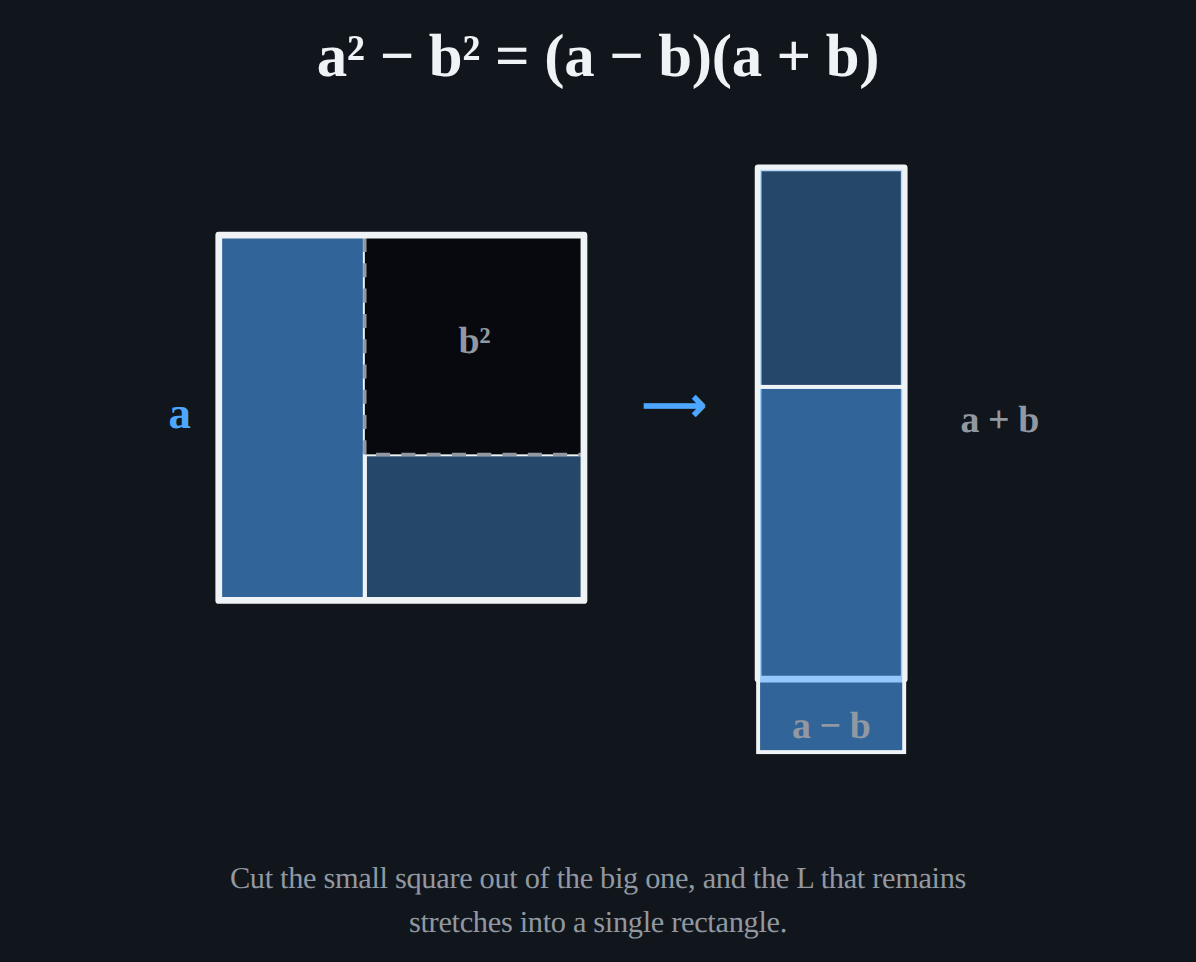 a² − b² = (a − b)(a + b)
b²
a
⟶
a + b
a − b
Cut the small square out of the big one, and the L that remains
stretches into a single rectangle.